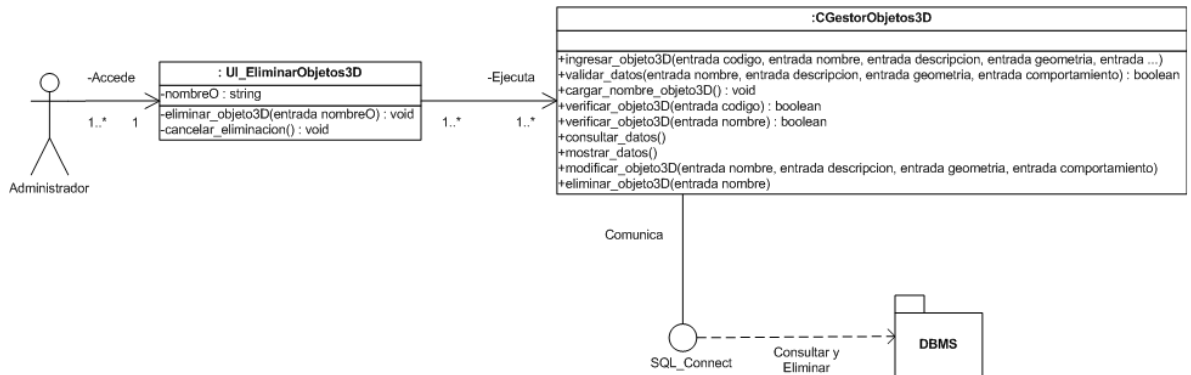 :CGestorObjetos3D
+ingresar_objeto3D(entrada codigo, entrada nombre, entrada descripcion, entrada geometria, entrada ...)
+validar_datos(entrada nombre, entrada descripcion, entrada geometria, entrada comportamiento) : boolean
+cargar_nombre_objeto3D() : void
+verificar_objeto3D(entrada codigo) : boolean
+verificar_objeto3D(entrada nombre) : boolean
+consultar_datos()
+mostrar_datos()
+modificar_objeto3D(entrada nombre, entrada descripcion, entrada geometria, entrada comportamiento)
+eliminar_objeto3D(entrada nombre)
-Accede
1..* 1
Administrador
: UI_EliminarObjetos3D
-nombreO : string
-eliminar_objeto3D(entrada nombreO) : void
-cancelar_eliminacion() : void
-Ejecuta
1..* 1..*
Comunica
SQL_Connect
Consultar y
Eliminar
DBMS